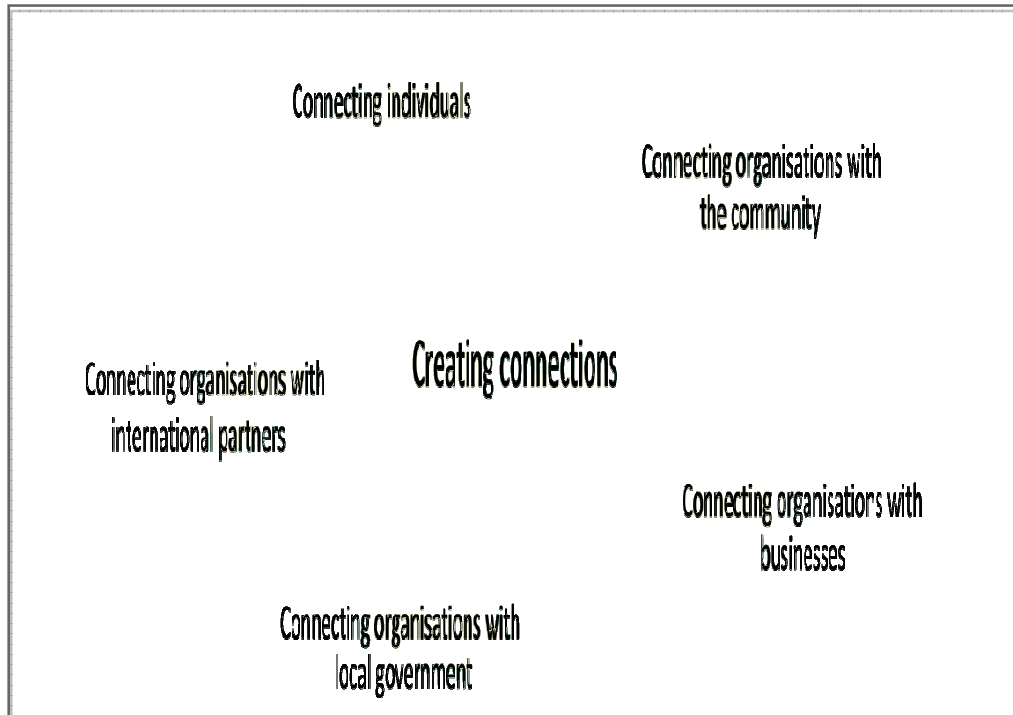 Connecting individuals
Connecting organisations with
the community
Creating connections
Connecting organisations with
international partners
Connecting organisations with
businesses
Connecting organisations with
local government